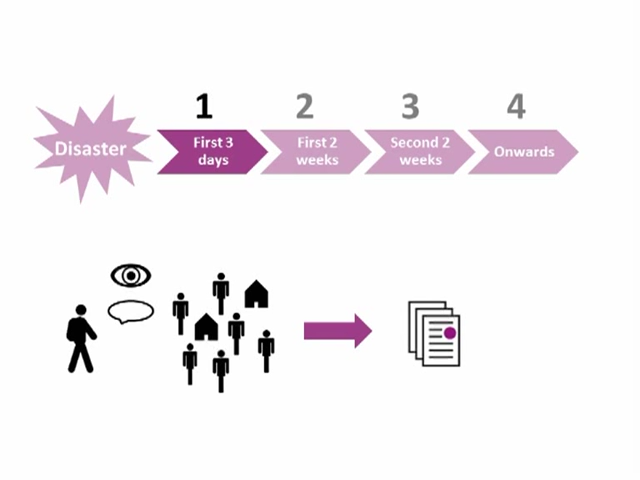 1 2 3 4
Disaster
First 3
days
First 2
weeks
Second 2
weeks
Onwards